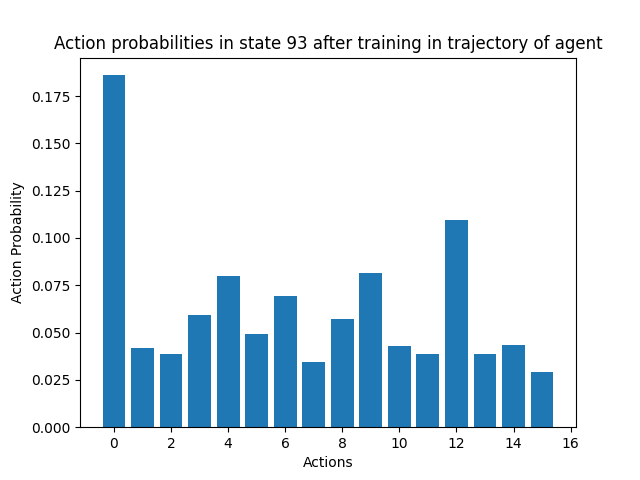 Action probabilities in state 93 after training in trajectory of agent
Action Probability
0.175
0.150
0.125
0.100
0.075
0.050
0.025
0.000
0 2 4 6 8 10 12 14 16
Actions